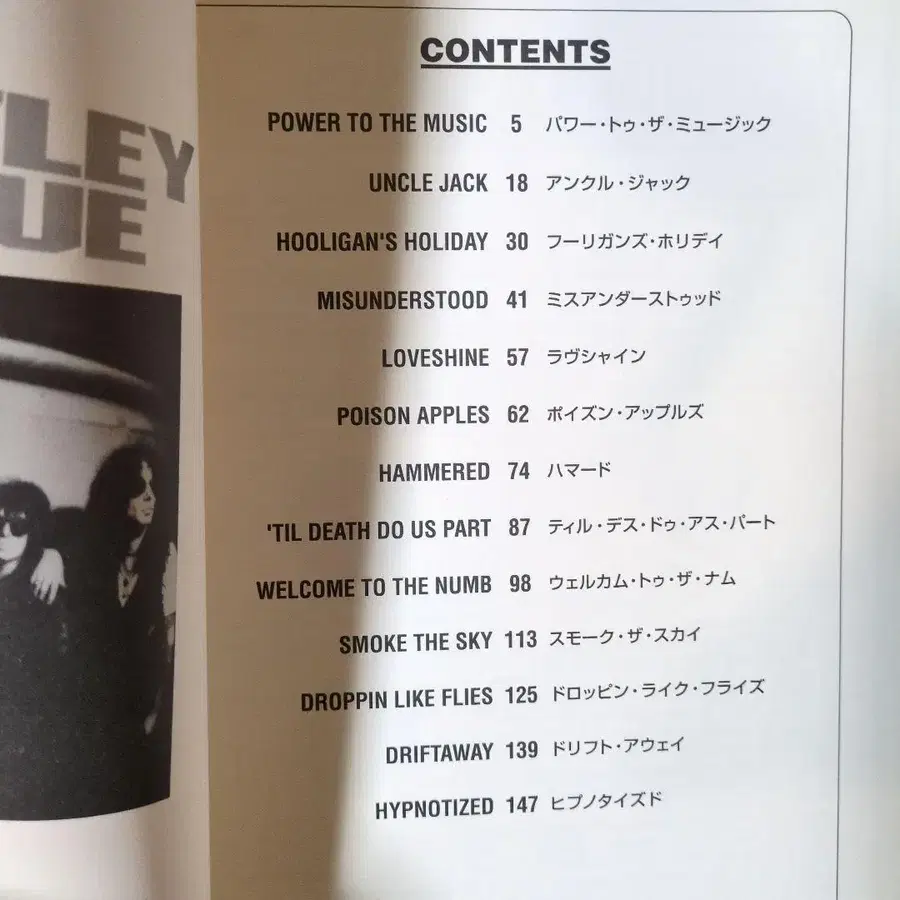 TLEY
UE
CONTENTS
POWER TO THE MUSIC 5 パワー・トゥ・ザ・ミュージック
UNCLE JACK 18 アンクル・ジャック
HOOLIGAN'S HOLIDAY 30 フーリガンズ・ホリデイ
MISUNDERSTOOD 41 ミスアンダーストゥッド
LOVESHINE 57 ラヴシャイン
POISON APPLES 62 ポイズン・アップルズ
HAMMERED 74 ハマード
'TIL DEATH DO US PART 87 ティル・デス・ドゥ・アス・パート
WELCOME TO THE NUMB 98 ウェルカム・トゥ・ザ・ナム
SMOKE THE SKY 113 スモーク・ザ・スカイ
DROPPIN LIKE FLIES 125 ドロッピン・ライク・フライズ
DRIFTAWAY 139 ドリフト・アウェイ
HYPNOTIZED 147 ヒプノタイズド